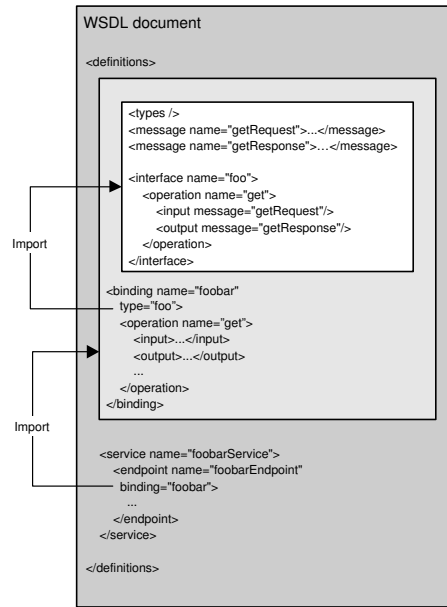 WSDL document
<definitions>
<types />
<message name="getRequest">...</message>
<message name="getResponse">…</message>
<interface name="foo">
<operation name="get">
<input message="getRequest"/>
<output message="getResponse"/>
</operation>
</interface>
Import
<binding name="foobar"
type="foo">
<operation name="get">
<input>...</input>
<output>...</output>
...
</operation>
</binding>
Import
<service name="foobarService">
<endpoint name="foobarEndpoint"
binding="foobar">
...
</endpoint>
</service>
</definitions>